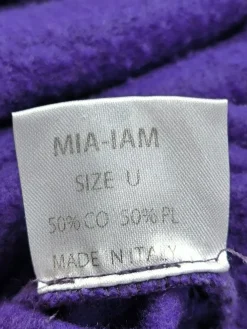 MIA-IAM
SIZE U
50% CO 50% PL
MADE IN ITALY